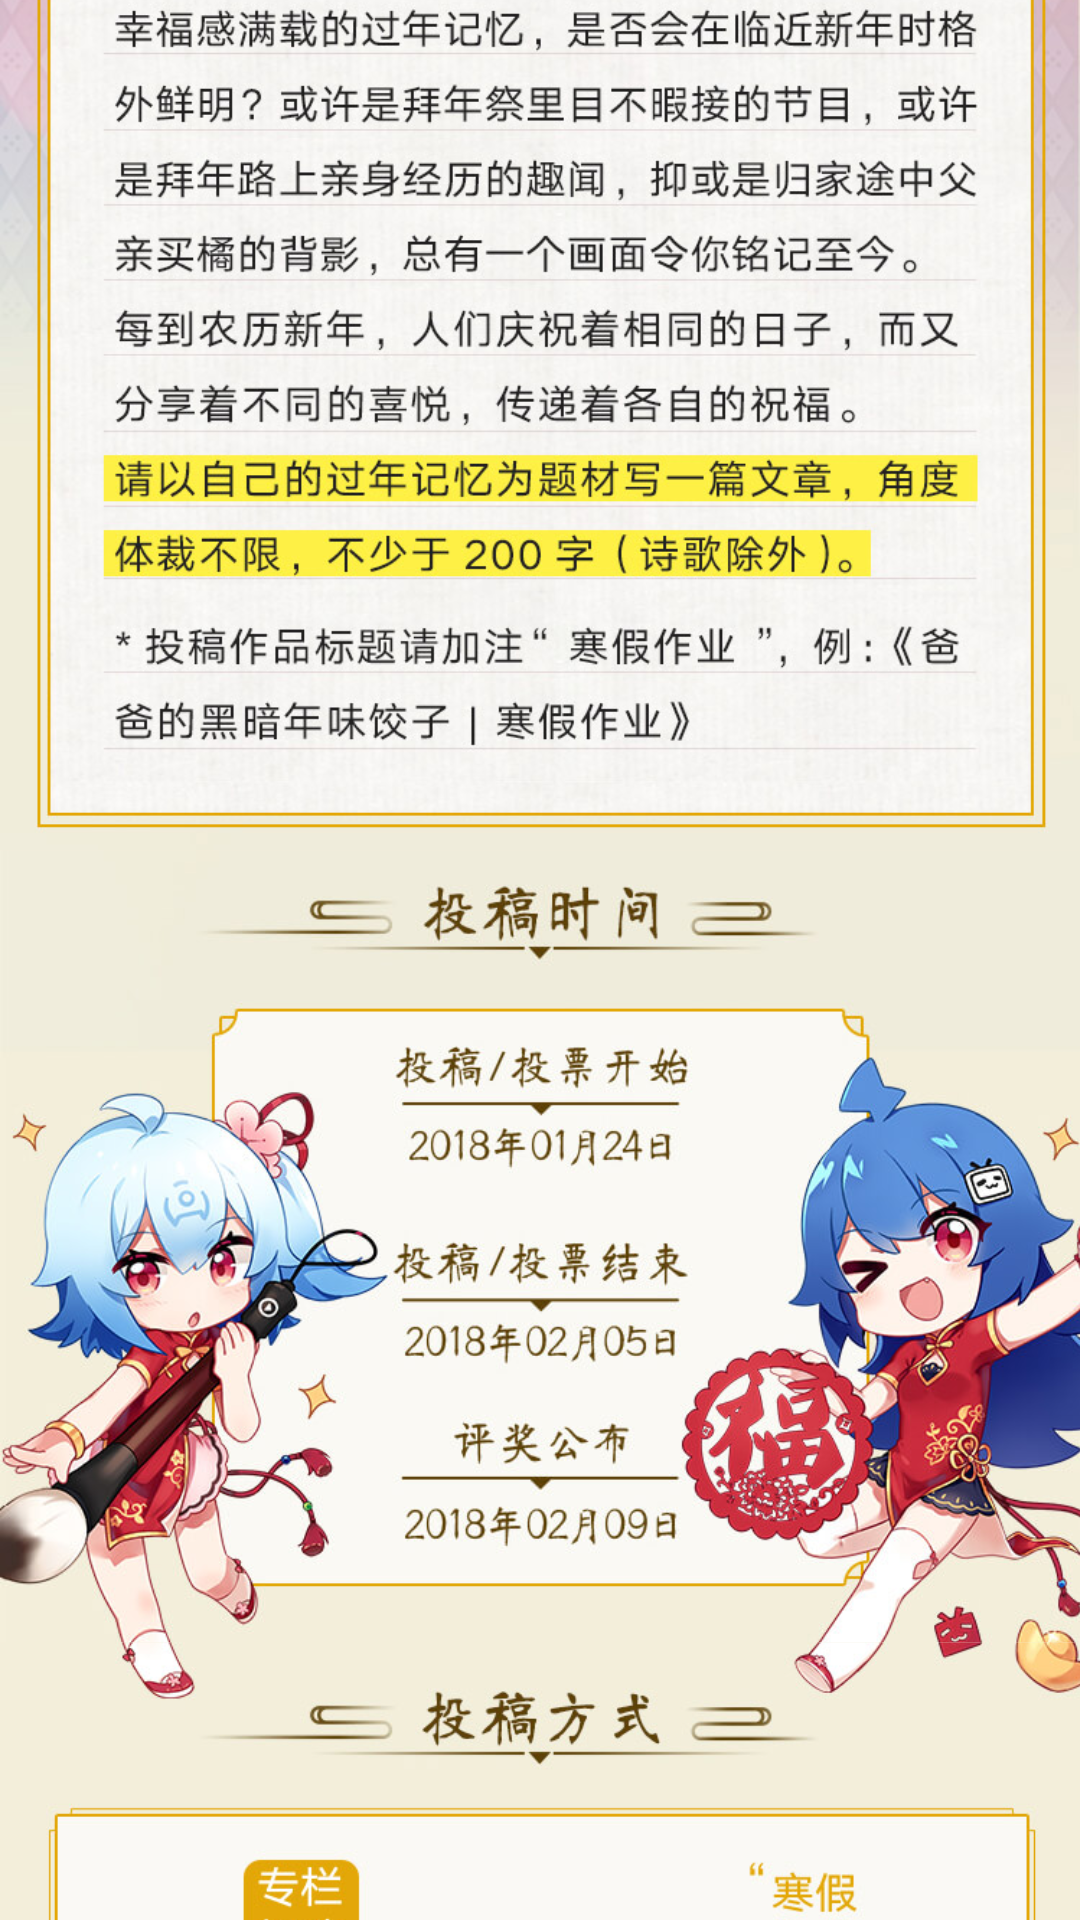 幸福感满载的过年记忆，是否会在临近新年时格
外鲜明？或许是拜年祭里目不暇接的节目，或许
是拜年路上亲身经历的趣闻，抑或是归家途中父
亲买橘的背影，总有一个画面令你铭记至今。
每到农历新年，人们庆祝着相同的日子，而又
分享着不同的喜悦，传递着各自的祝福。
请以自己的过年记忆为题材写一篇文章，角度
体裁不限，不少于 200 字（诗歌除外）。
* 投稿作品标题请加注“ 寒假作业 ”，例：《爸
爸的黑暗年味饺子 | 寒假作业》
投稿时间
投稿/投票开始
2018年01月24日
投稿/投票结束
2018年02月05日
评奖公布
2018年02月09日
福
投稿方式
专栏
“寒假